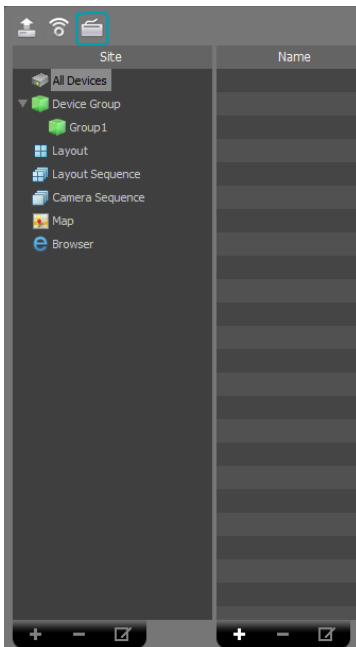 Site
Name
All Devices
Device Group
Group1
Layout
Layout Sequence
Camera Sequence
Map
Browser